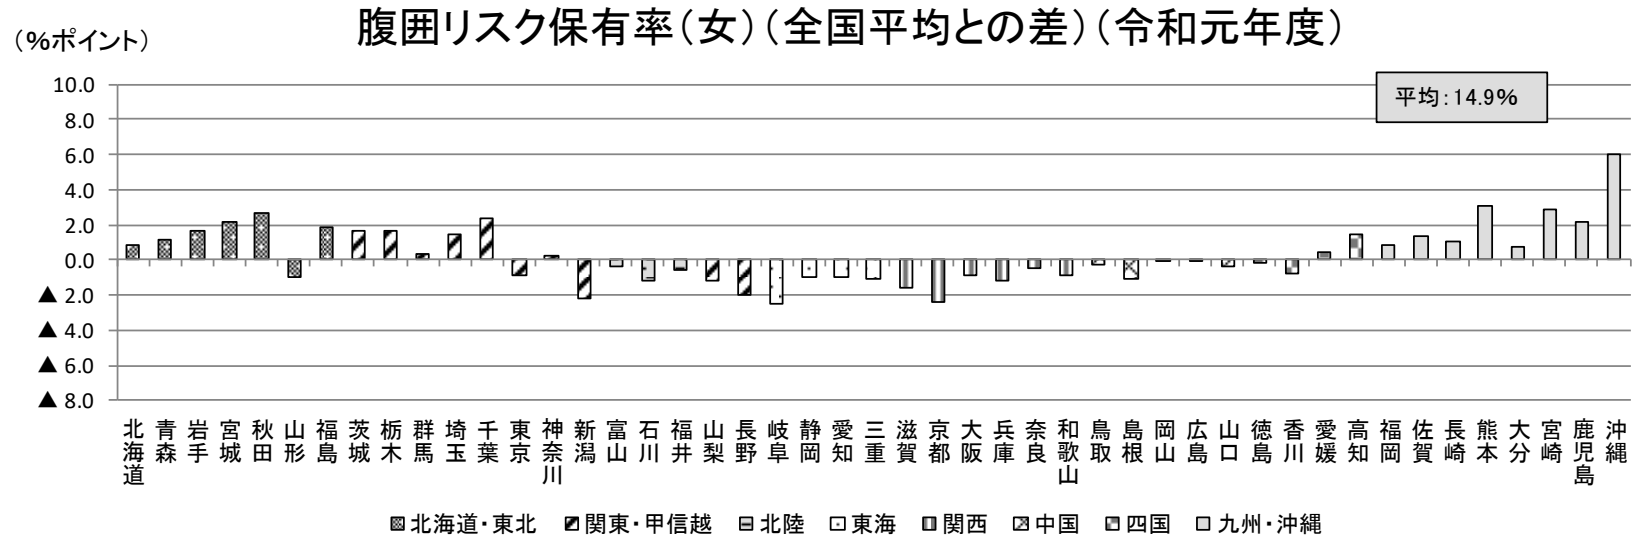 腹囲リスク保有率（女）（全国平均との差）（令和元年度）
（%ポイント）
平均：14.9%
10.0
8.0
6.0
4.0
2.0
0.0
▲ 2.0
▲ 4.0
▲ 6.0
▲ 8.0
北海道
青森
岩手
宮城
秋田
山形
福島
茨城
栃木
群馬
埼玉
千葉
東京
神奈川
新潟
富山
石川
福井
山梨
長野
岐阜
静岡
愛知
三重
滋賀
京都
大阪
兵庫
奈良
和歌山
鳥取
島根
岡山
広島
山口
徳島
香川
愛媛
高知
福岡
佐賀
長崎
熊本
大分
宮崎
鹿児島
沖縄
北海道・東北 関東・甲信越 北陸 東海 関西 中国 四国 九州・沖縄